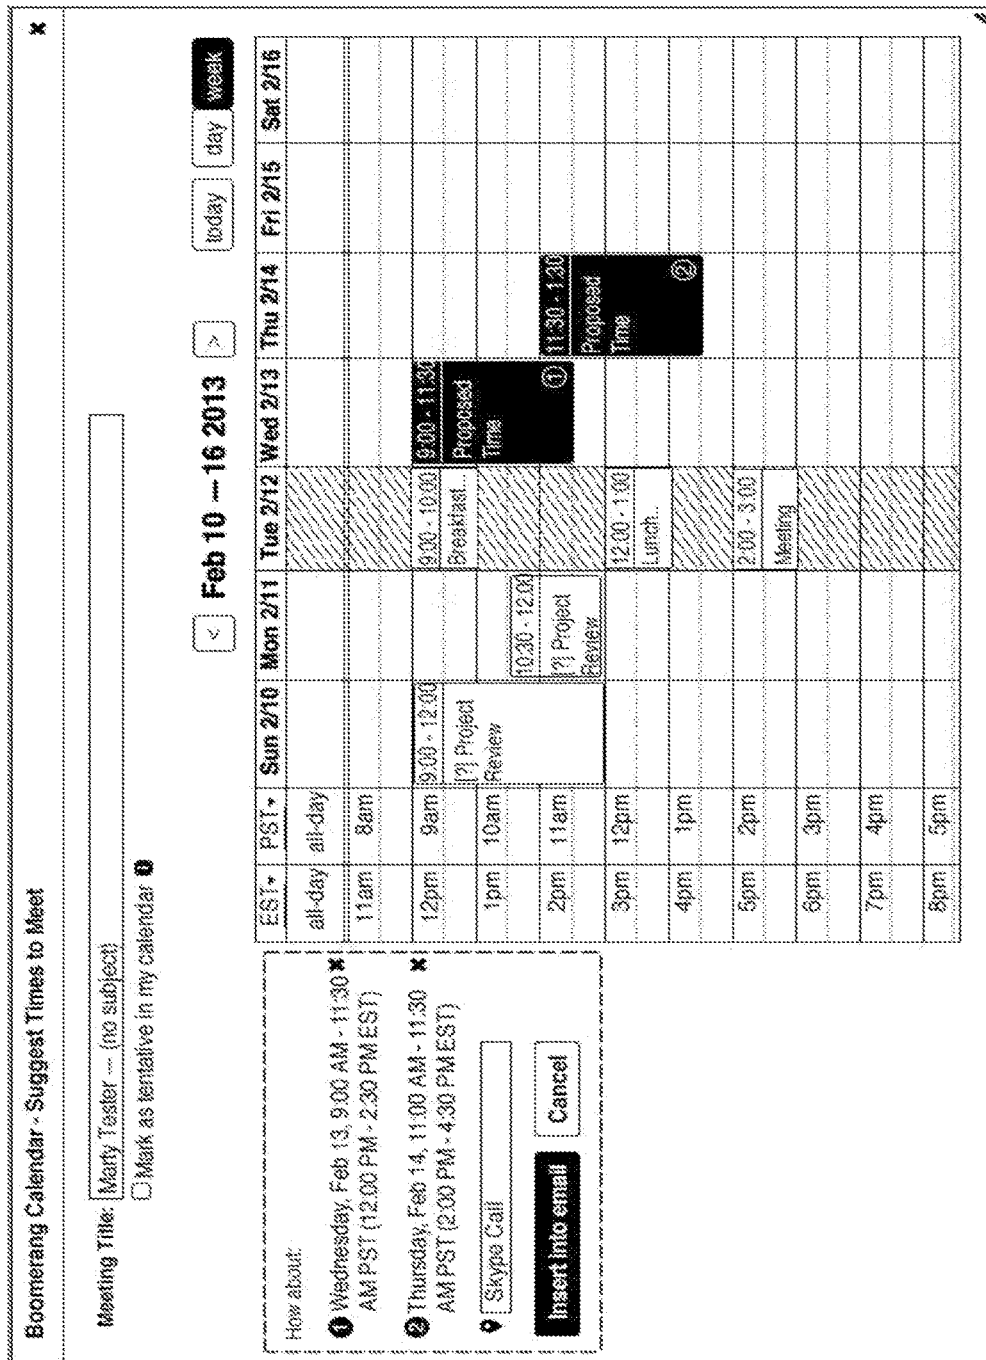 Boomerang Calendar - Suggest Times to Meet ✖
Meeting Title: Marty Tester --- (no subject)
Mark as tentative in my calendar
< Feb 10 — 16 2013 > today day week
How about:
❶ Wednesday, Feb 13, 9:00 AM - 11:30 ✖
AM PST (12:00 PM - 2:30 PM EST)
❷ Thursday, Feb 14, 11:00 AM - 11:30 ✖
AM PST (2:00 PM - 4:30 PM EST)
Skype Call
Insert into email Cancel
EST PST Sun 2/10 Mon 2/11 Tue 2/12 Wed 2/13 Thu 2/14 Fri 2/15 Sat 2/16
all-day all-day
11am 8am
12pm 9am
1pm 10am
2pm 11am
3pm 12pm
4pm 1pm
5pm 2pm
6pm 3pm
7pm 4pm
8pm 5pm
9:00 - 12:00
[?] Project
Review
10:30 - 12:00
[?] Project
Review
9:00 - 10:00
Breakfast
12:00 - 1:00
Lunch
2:00 - 3:00
Meeting
9:00 - 11:30
Proposed
Time
①
11:30 - 1:30
Proposed
Time
②